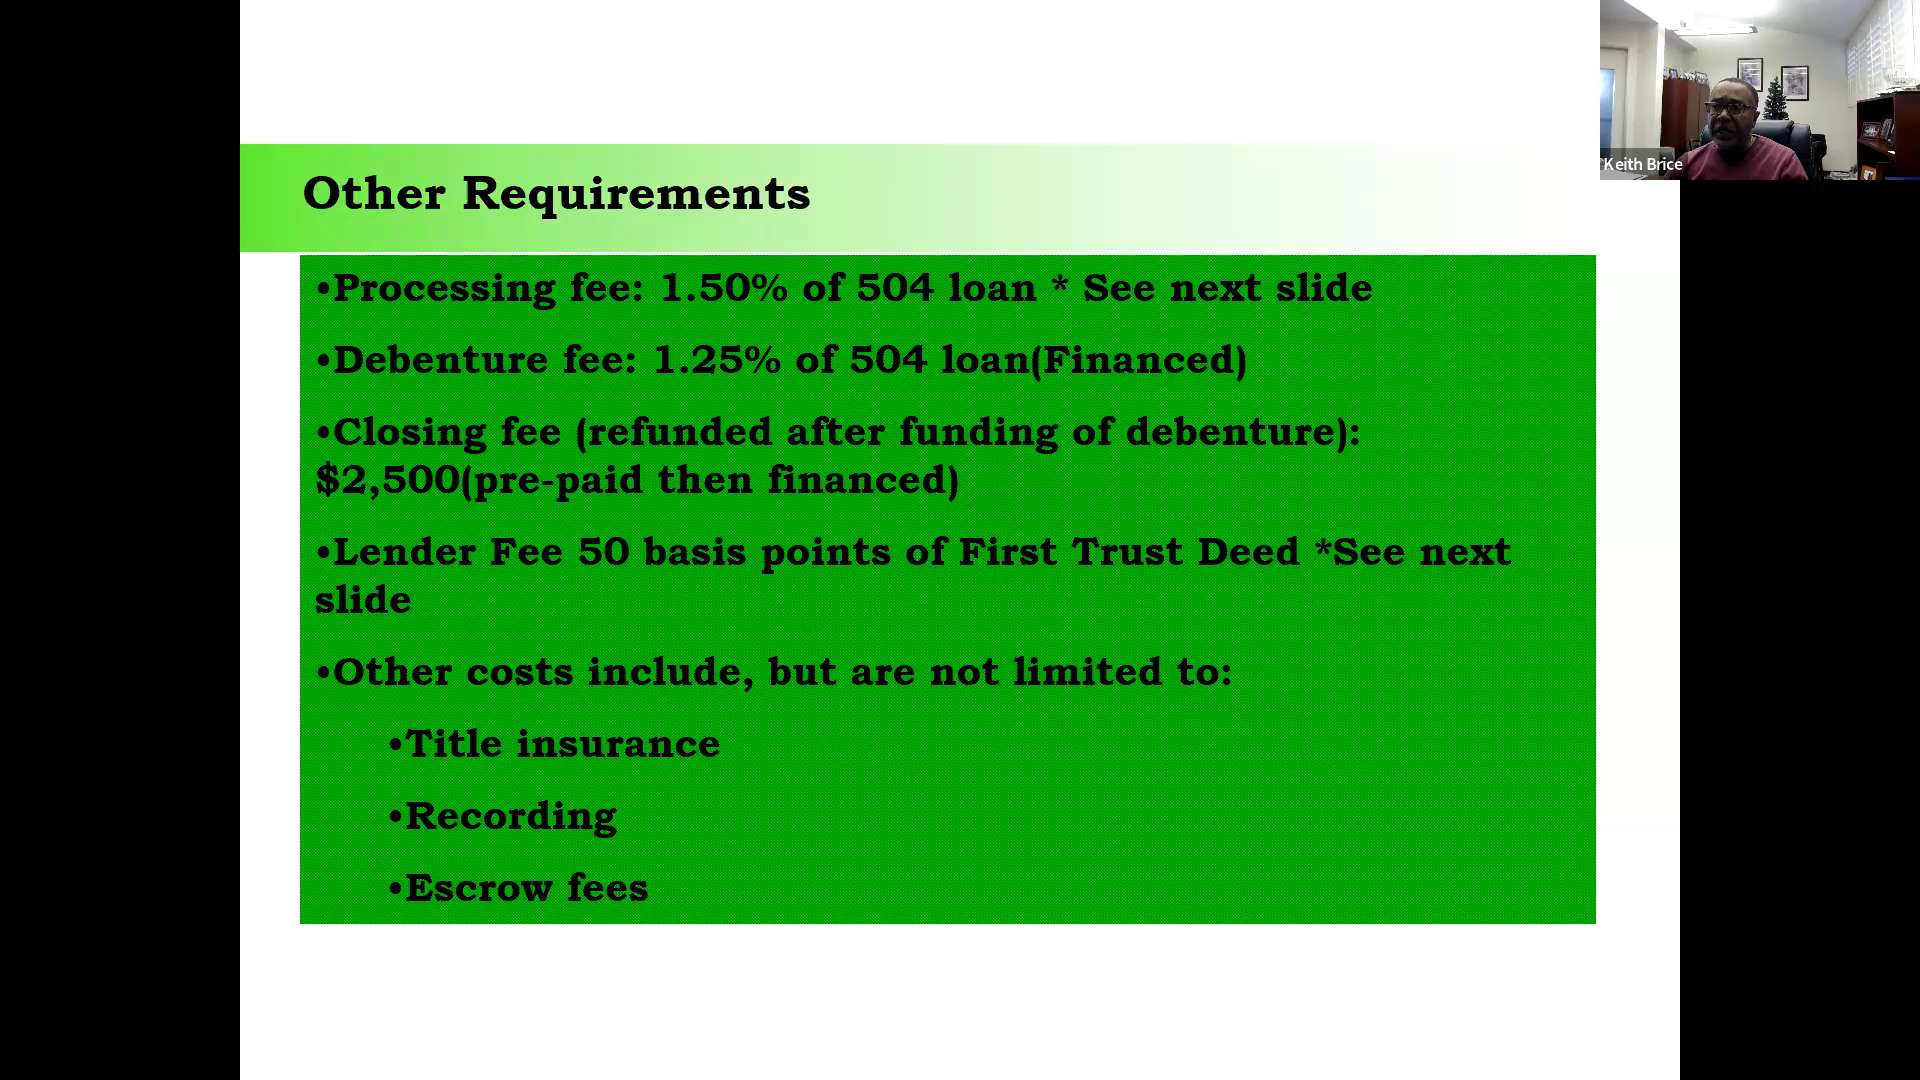 Other Requirements
•Processing fee: 1.50% of 504 loan * See next slide
•Debenture fee: 1.25% of 504 loan(Financed)
•Closing fee (refunded after funding of debenture):
$2,500(pre-paid then financed)
•Lender Fee 50 basis points of First Trust Deed *See next
slide
•Other costs include, but are not limited to:
•Title insurance
•Recording
•Escrow fees
Keith Brice